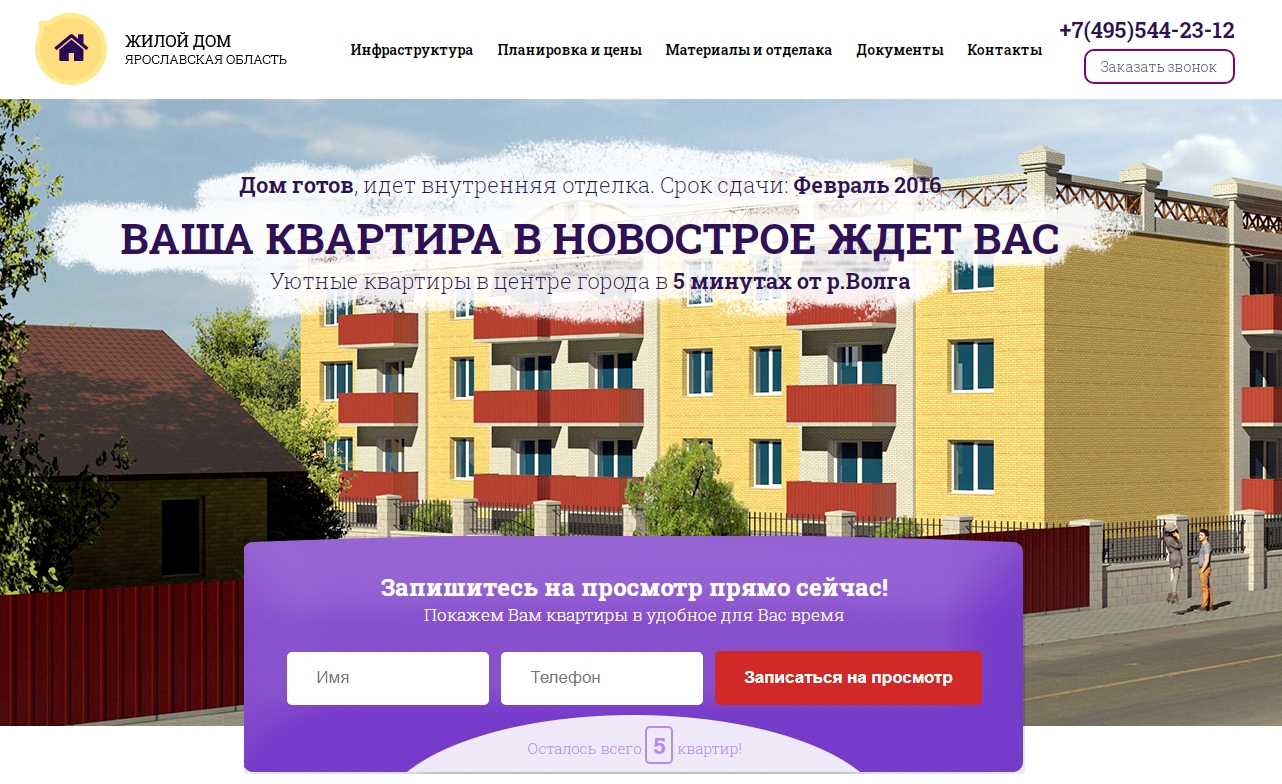 ЖИЛОЙ ДОМ
ЯРОСЛАВСКАЯ ОБЛАСТЬ
Инфраструктура
Планировка и цены
Материалы и отделка
Документы
Контакты
+7(495)544-23-12
Заказать звонок
Дом готов, идет внутренняя отделка. Срок сдачи: Февраль 2016
ВАША КВАРТИРА В НОВОСТРОЕ ЖДЕТ ВАС
Уютные квартиры в центре города в 5 минутах от р.Волга
Запишитесь на просмотр прямо сейчас!
Покажем Вам квартиры в удобное для Вас время
Имя
Телефон
Записаться на просмотр
Осталось всего 5 квартир!